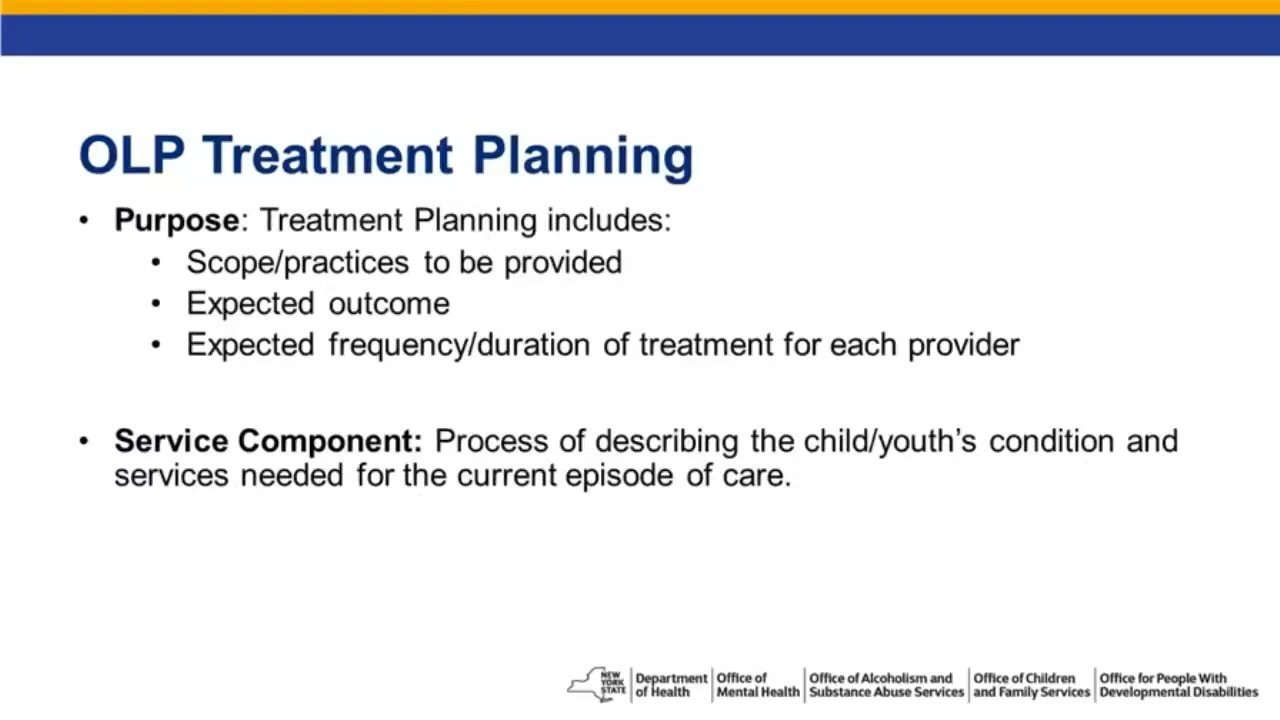 OLP Treatment Planning
• Purpose: Treatment Planning includes:
• Scope/practices to be provided
• Expected outcome
• Expected frequency/duration of treatment for each provider
• Service Component: Process of describing the child/youth’s condition and
services needed for the current episode of care.
NEW
YORK
STATE
Department
of Health
Office of
Mental Health
Office of Alcoholism and
Substance Abuse Services
Office of Children
and Family Services
Office for People With
Developmental Disabilities